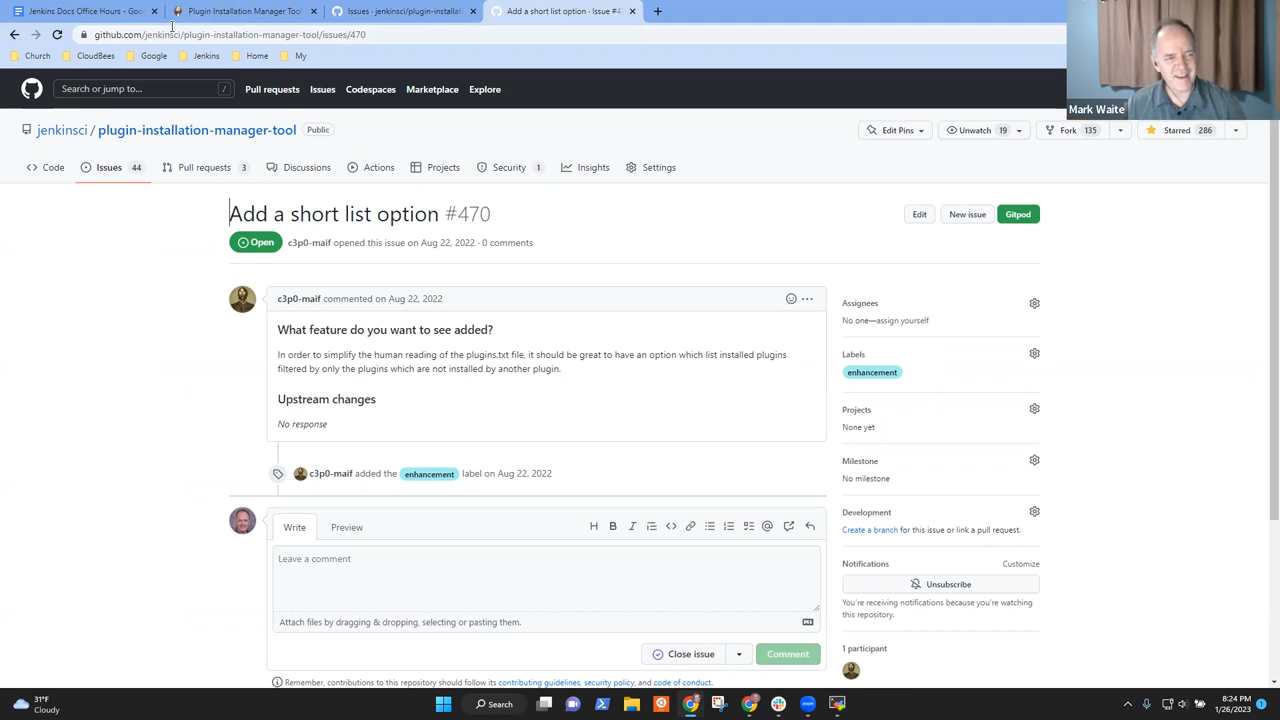 Jenkins Docs Office Hours - Goo
Plugin Installation Manager Tool
Issues · jenkinsci/plugin-installati
Add a short list option · Issue #4
github.com/jenkinsci/plugin-installation-manager-tool/issues/470
Church
CloudBees
Google
Jenkins
Home
My
Mark Waite
Search or jump to...
/
Pull requests
Issues
Codespaces
Marketplace
Explore
jenkinsci / plugin-installation-manager-tool
Public
Edit Pins
Unwatch 19
Fork 135
Starred 286
Code
Issues 44
Pull requests 3
Discussions
Actions
Projects
Security 1
Insights
Settings
Add a short list option #470
Edit
New issue
Gitpod
Open
c3p0-maif opened this issue on Aug 22, 2022 · 0 comments
c3p0-maif commented on Aug 22, 2022
What feature do you want to see added?
In order to simplify the human reading of the plugins.txt file, it should be great to have an option which list installed plugins
filtered by only the plugins which are not installed by another plugin.
Upstream changes
No response
c3p0-maif added the enhancement label on Aug 22, 2022
Write
Preview
Leave a comment
Attach files by dragging & dropping, selecting or pasting them.
Close issue
Comment
Remember, contributions to this repository should follow its contributing guidelines, security policy, and code of conduct.
Assignees
No one—assign yourself
Labels
enhancement
Projects
None yet
Milestone
No milestone
Development
Create a branch for this issue or link a pull request.
Notifications
Customize
Unsubscribe
You're receiving notifications because you're watching
this repository.
1 participant
31°F
Cloudy
Search
8:24 PM
1/26/2023